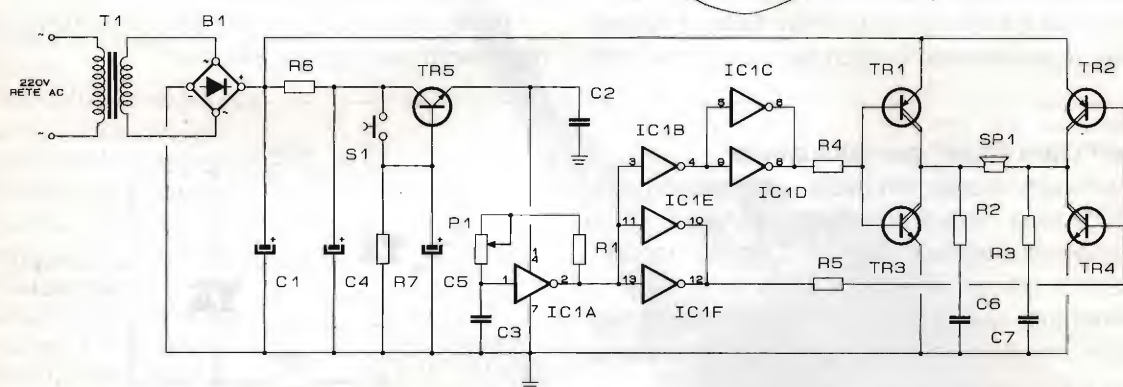 T1
B1
220V
RETE AC
~
~
~
~
-
+
R6
S1
TR5
C2
+
C1
+
C4
R7
+
C5
P1
1
4
1
2
7
IC1A
C3
R1
IC1B
3
4
IC1C
5
6
9
8
IC1D
IC1E
11
10
13
12
IC1F
R4
R5
TR1
TR2
TR3
TR4
SP1
R2
R3
C6
C7